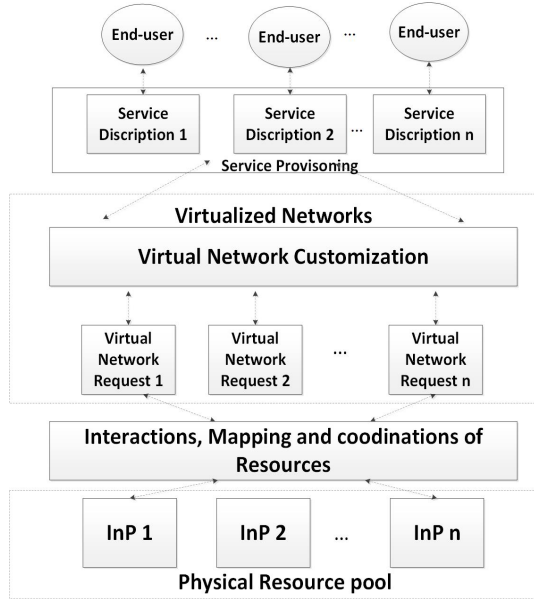 End-user ... End-user ... End-user
Service Discription 1
Service Discription 2
...
Service Discription n
Service Provisoning
Virtualized Networks
Virtual Network Customization
Virtual Network Request 1
Virtual Network Request 2
...
Virtual Network Request n
Interactions, Mapping and coodinations of
Resources
InP 1 InP 2 ... InP n
Physical Resource pool